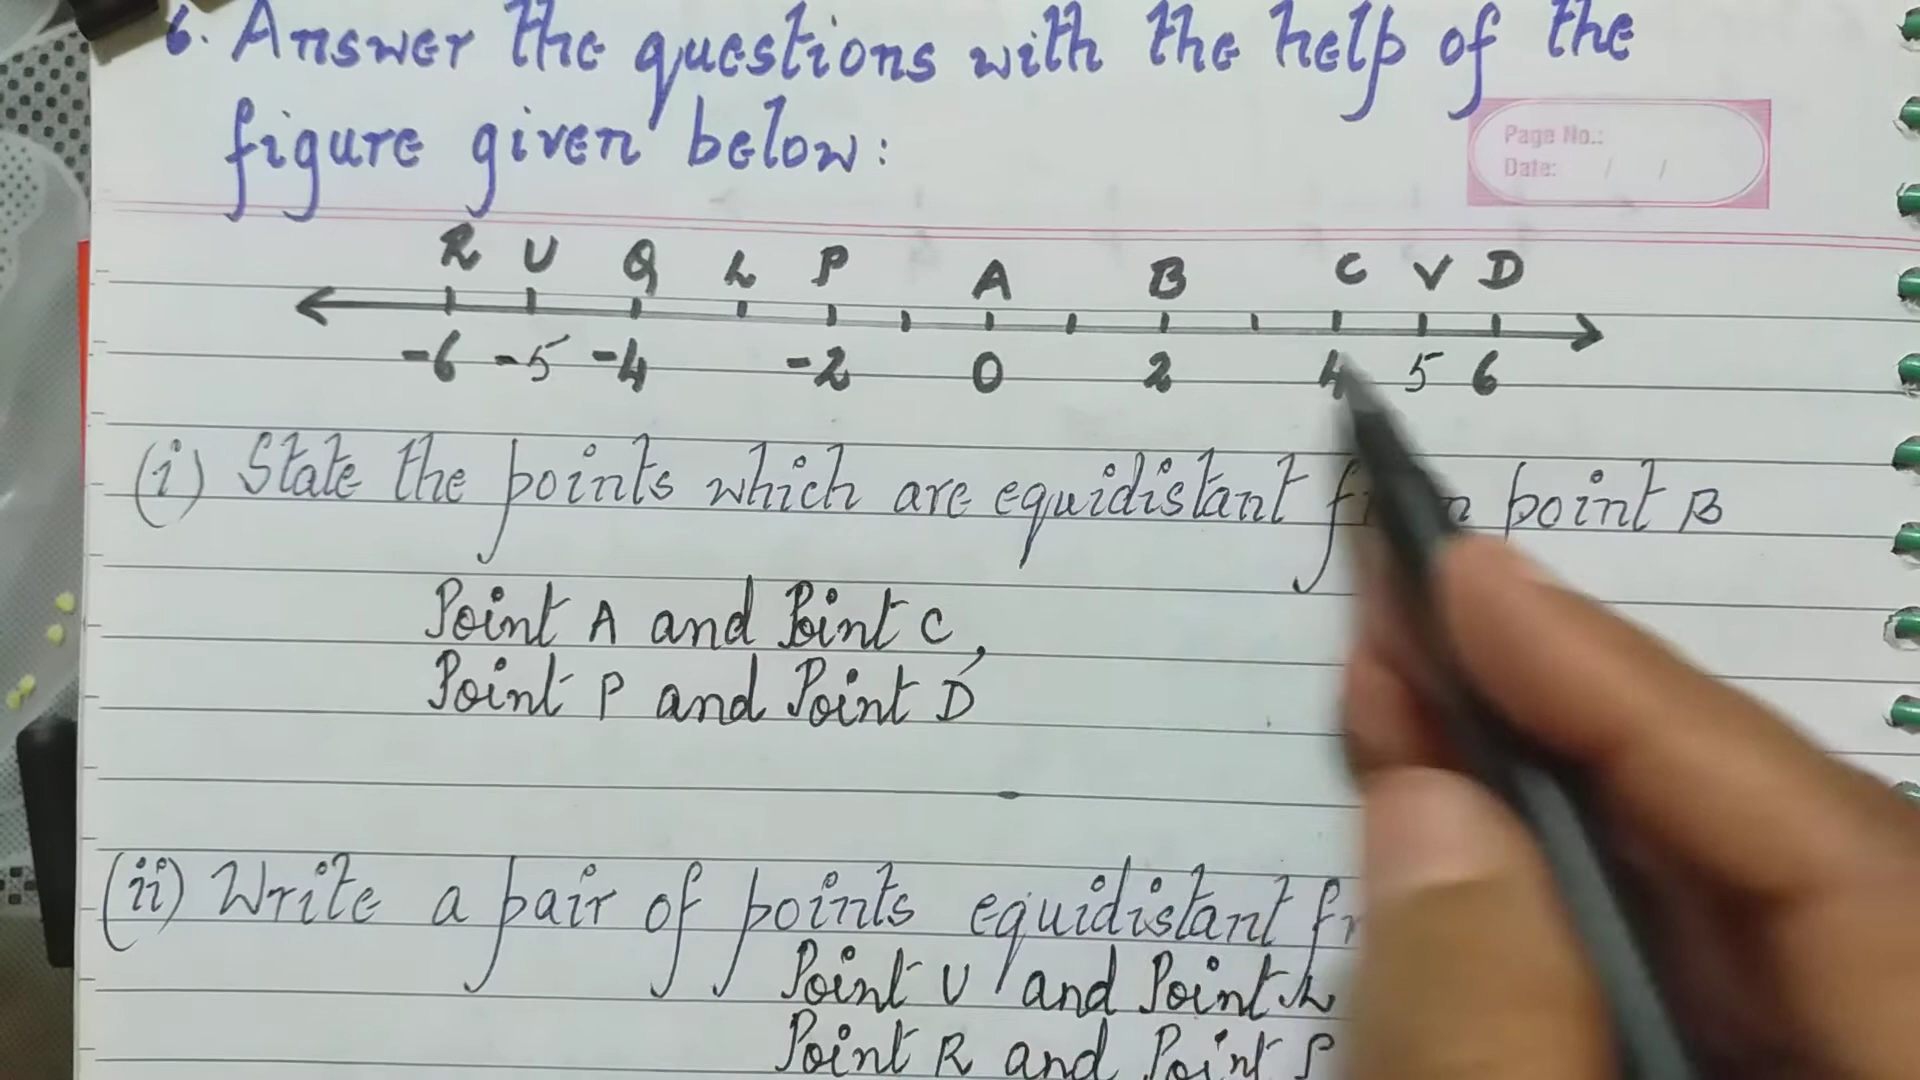 6. Answer the questions with the help of the
figure given below:
Page No.:
Date: / /
R U Q L P A B C V D
-6 -5 -4 -2 0 2 4 5 6
(i) State the points which are equidistant point B
Point A and Point C,
Point P and Point D
(ii) Write a pair of points equidistant
Point U and Point L
Point R and Point P